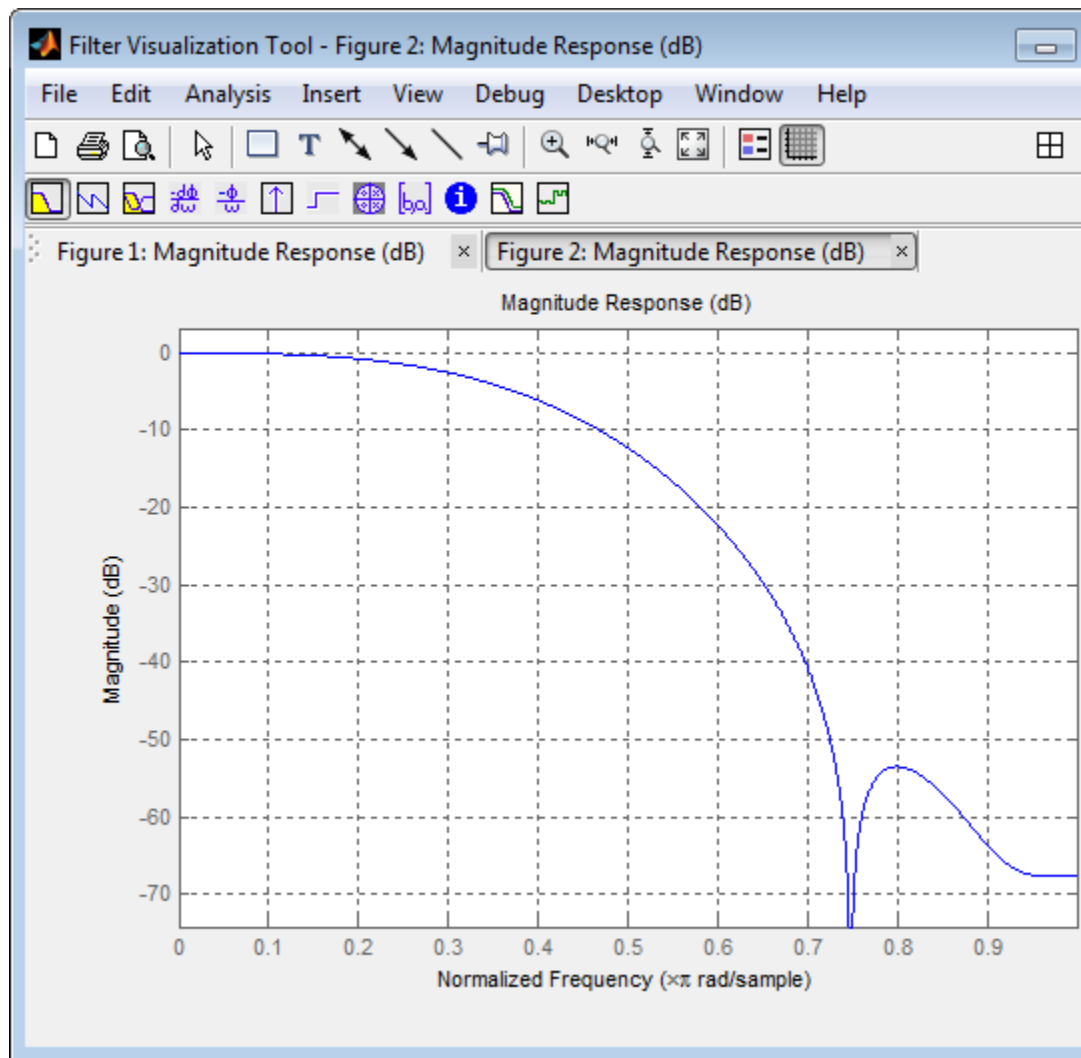 Filter Visualization Tool - Figure 2: Magnitude Response (dB)
File Edit Analysis Insert View Debug Desktop Window Help
Figure 1: Magnitude Response (dB) × Figure 2: Magnitude Response (dB) ×
Magnitude Response (dB)
0
-10
-20
-30
-40
-50
-60
-70
Magnitude (dB)
0 0.1 0.2 0.3 0.4 0.5 0.6 0.7 0.8 0.9
Normalized Frequency (×π rad/sample)